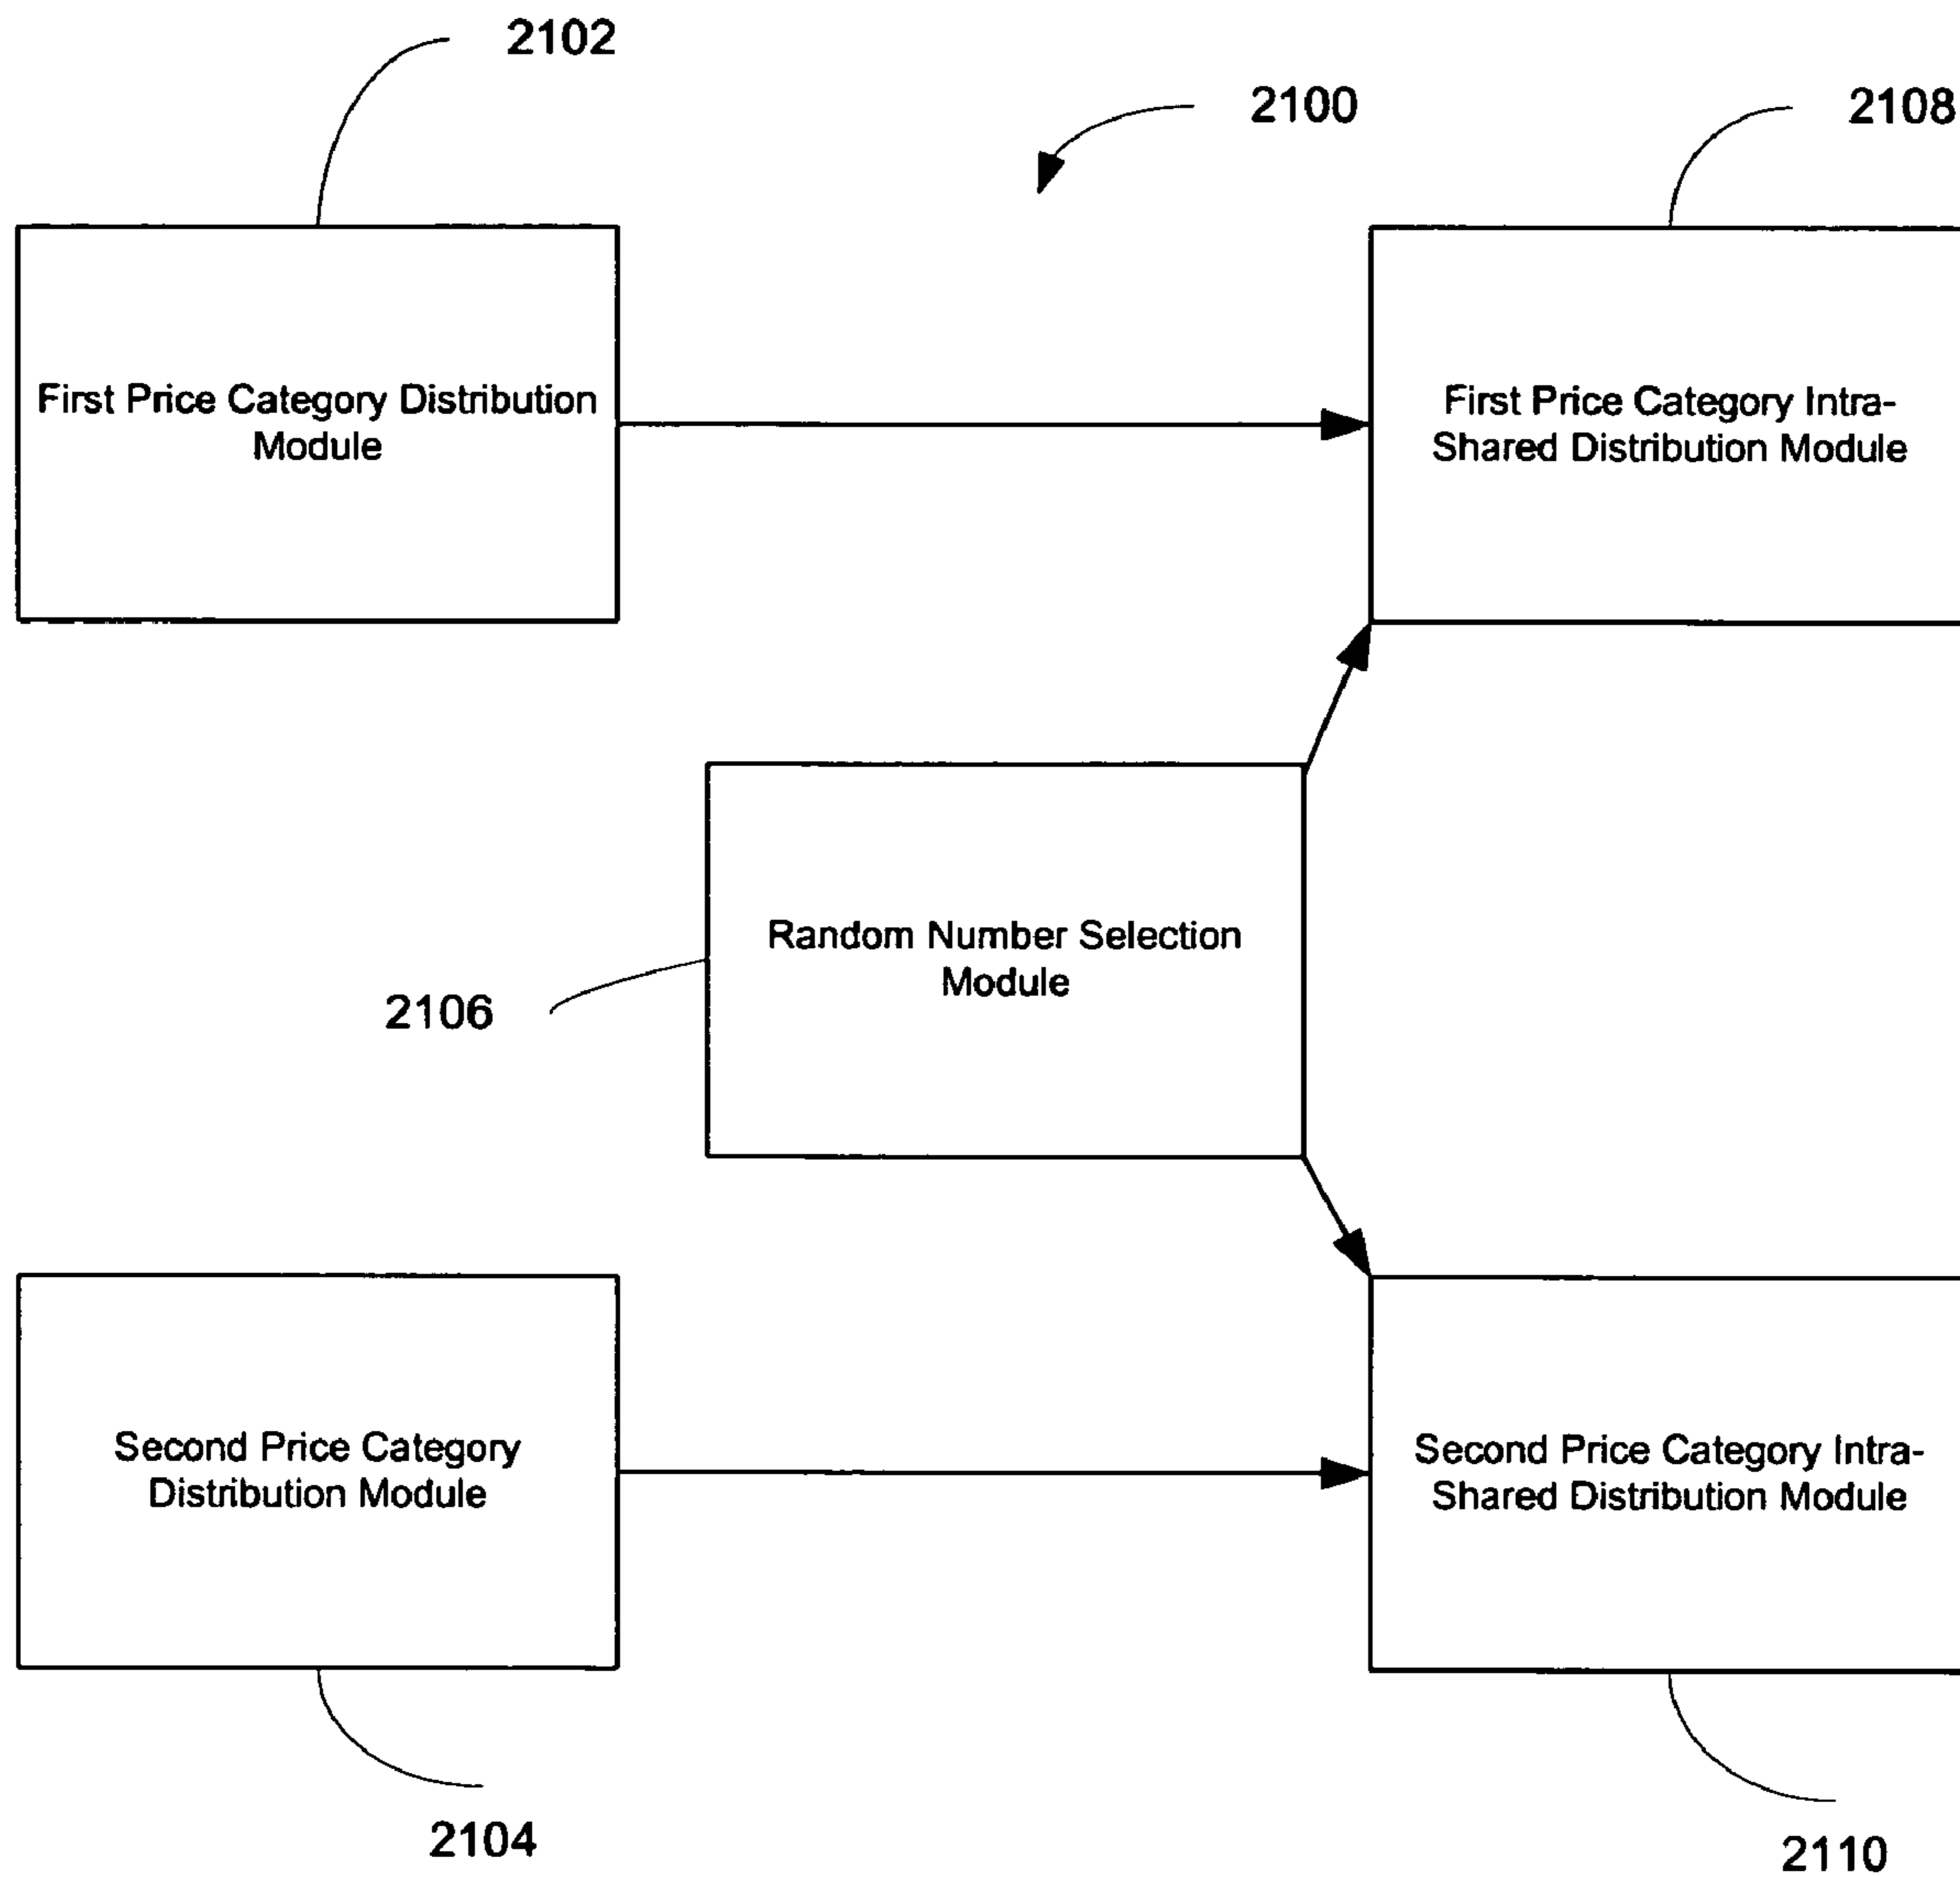 2102
2100
2108
First Price Category Distribution
Module
First Price Category Intra-
Shared Distribution Module
Random Number Selection
Module
2106
Second Price Category
Distribution Module
Second Price Category Intra-
Shared Distribution Module
2104
2110